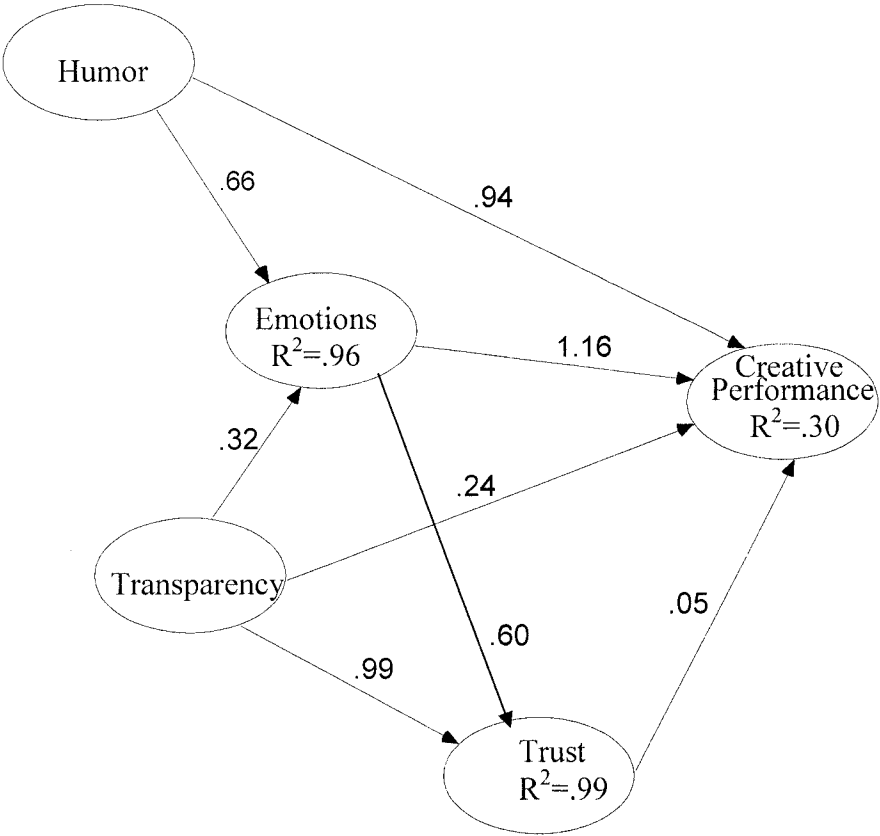 Humor
.66
.94
Emotions
R²=.96
1.16
Creative
Performance
R²=.30
.32
.24
Transparency
.05
.60
.99
Trust
R²=.99